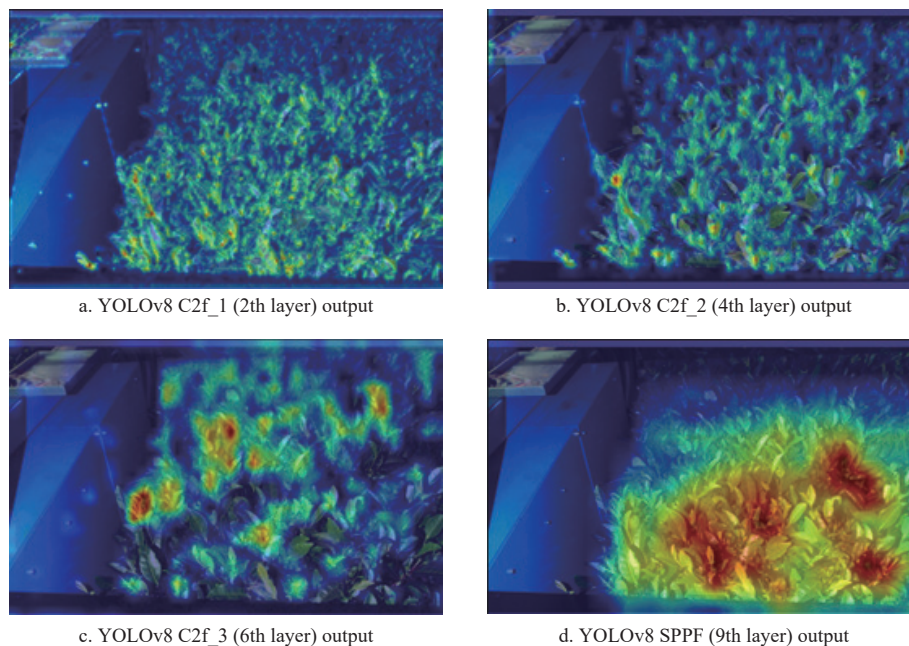 a. YOLOv8 C2f_1 (2th layer) output
b. YOLOv8 C2f_2 (4th layer) output
c. YOLOv8 C2f_3 (6th layer) output
d. YOLOv8 SPPF (9th layer) output